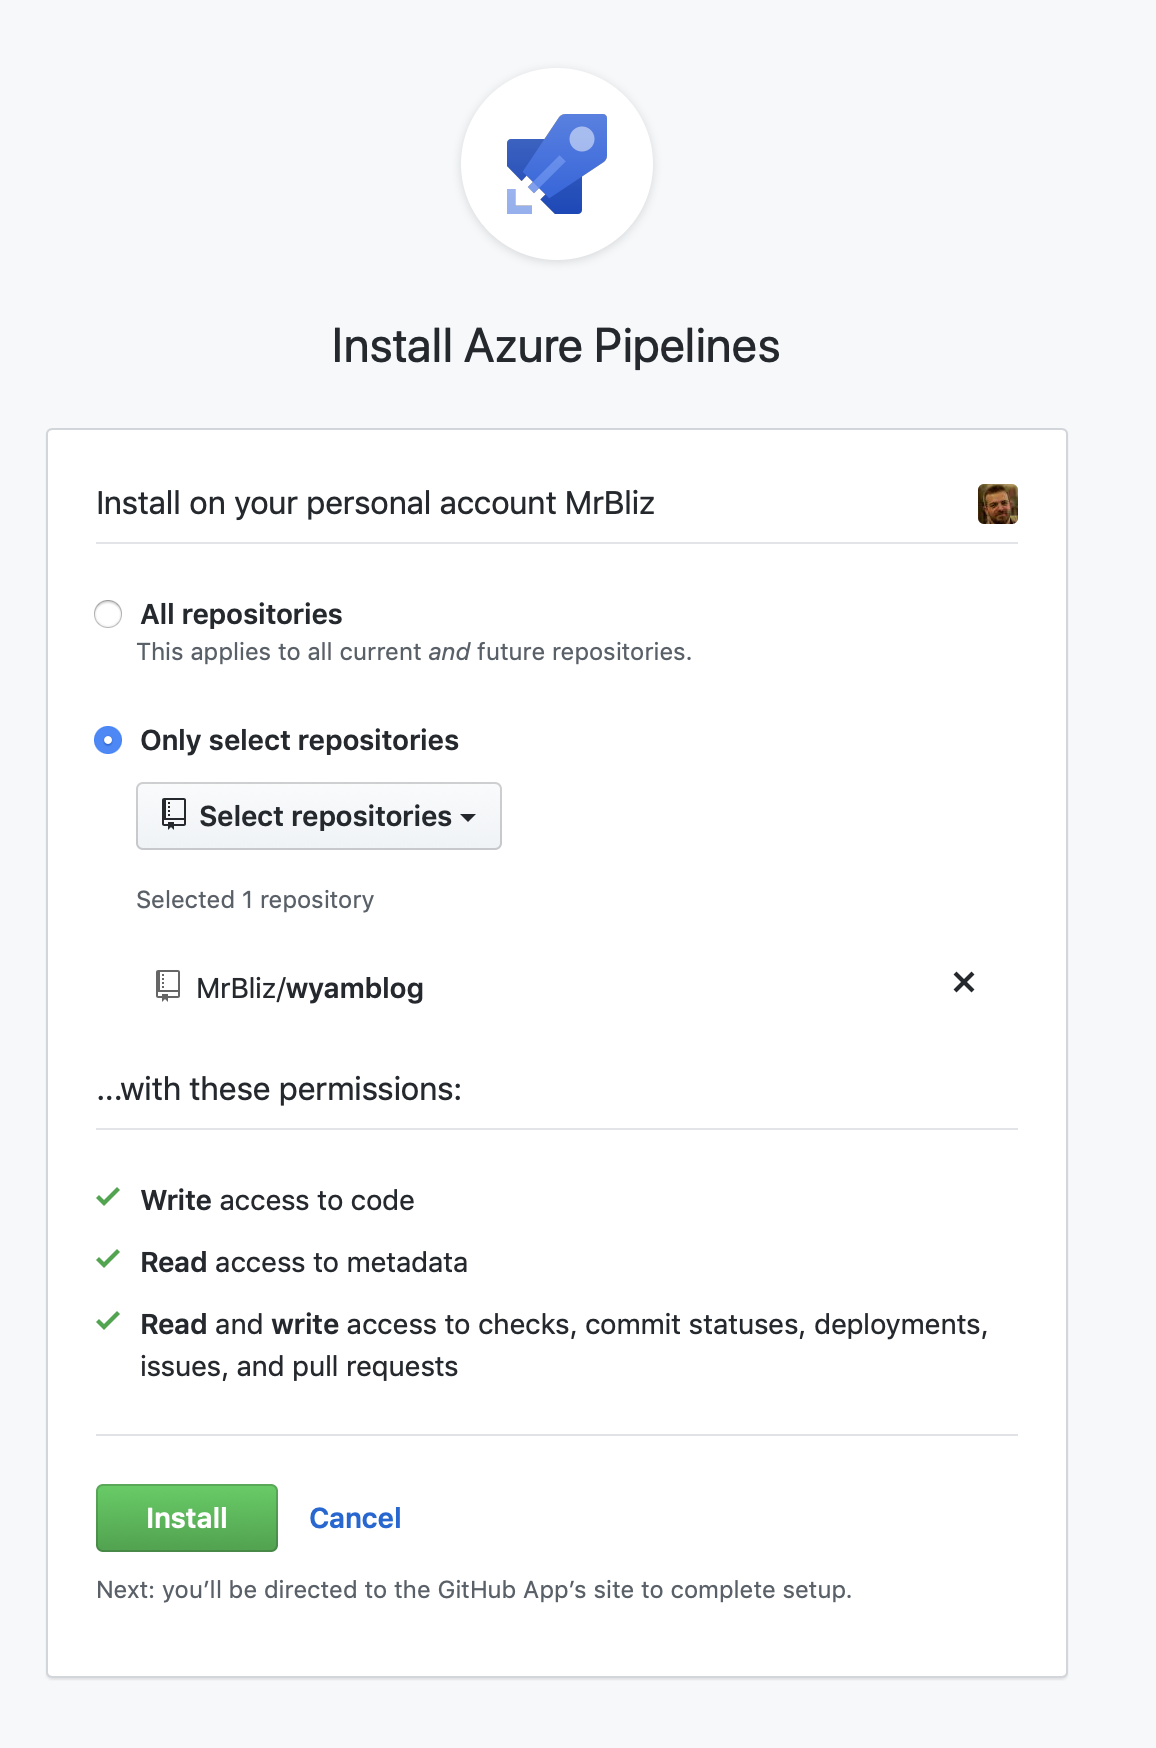 Install Azure Pipelines
Install on your personal account MrBliz
All repositories
This applies to all current and future repositories.
Only select repositories
Select repositories
Selected 1 repository
MrBliz/wyamblog
...with these permissions:
Write access to code
Read access to metadata
Read and write access to checks, commit statuses, deployments,
issues, and pull requests
Install Cancel
Next: you’ll be directed to the GitHub App’s site to complete setup.